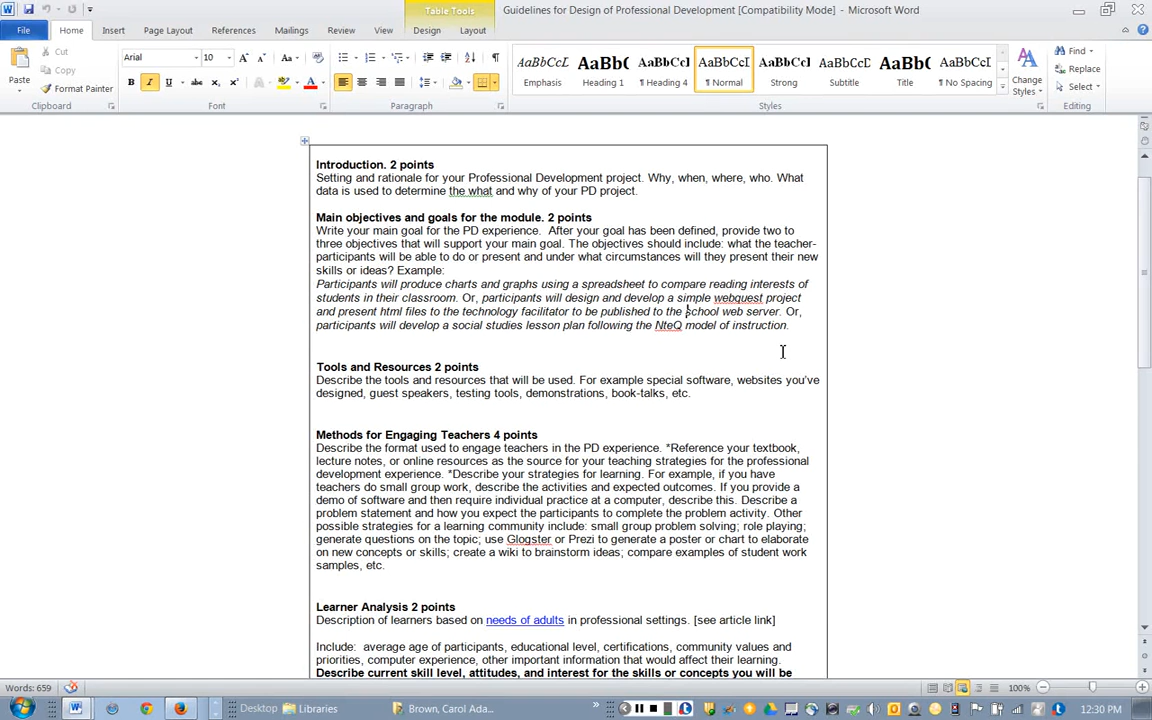 Table Tools
Guidelines for Design of Professional Development [Compatibility Mode] - Microsoft Word
File Home Insert Page Layout References Mailings Review View Design Layout
Paste
Cut
Copy
Format Painter
Clipboard
Arial 10
Font
Paragraph
AaBbCcL AaBb( AaBbCc] AaBbCcI AaBbCc AaBbCcI AaBb( AaBbCcI
Emphasis Heading 1 ¶ Heading 4 ¶ Normal Strong Subtitle Title ¶ No Spacing
Change Styles
Styles
Find
Replace
Select
Editing
Introduction. 2 points
Setting and rationale for your Professional Development project. Why, when, where, who. What
data is used to determine the what and why of your PD project.
Main objectives and goals for the module. 2 points
Write your main goal for the PD experience. After your goal has been defined, provide two to
three objectives that will support your main goal. The objectives should include: what the teacher-
participants will be able to do or present and under what circumstances will they present their new
skills or ideas? Example:
Participants will produce charts and graphs using a spreadsheet to compare reading interests of
students in their classroom. Or, participants will design and develop a simple webquest project
and present html files to the technology facilitator to be published to the school web server. Or,
participants will develop a social studies lesson plan following the NteQ model of instruction.
Tools and Resources 2 points
Describe the tools and resources that will be used. For example special software, websites you've
designed, guest speakers, testing tools, demonstrations, book-talks, etc.
Methods for Engaging Teachers 4 points
Describe the format used to engage teachers in the PD experience. *Reference your textbook,
lecture notes, or online resources as the source for your teaching strategies for the professional
development experience. *Describe your strategies for learning. For example, if you have
teachers do small group work, describe the activities and expected outcomes. If you provide a
demo of software and then require individual practice at a computer, describe this. Describe a
problem statement and how you expect the participants to complete the problem activity. Other
possible strategies for a learning community include: small group problem solving; role playing;
generate questions on the topic; use Glogster or Prezi to generate a poster or chart to elaborate
on new concepts or skills; create a wiki to brainstorm ideas; compare examples of student work
samples, etc.
Learner Analysis 2 points
Description of learners based on needs of adults in professional settings. [see article link]
Include: average age of participants, educational level, certifications, community values and
priorities, computer experience, other important information that would affect their learning.
Describe current skill level, attitudes, and interest for the skills or concepts you will be
Words: 659
100%
Desktop Libraries Brown, Carol Ada... 12:30 PM